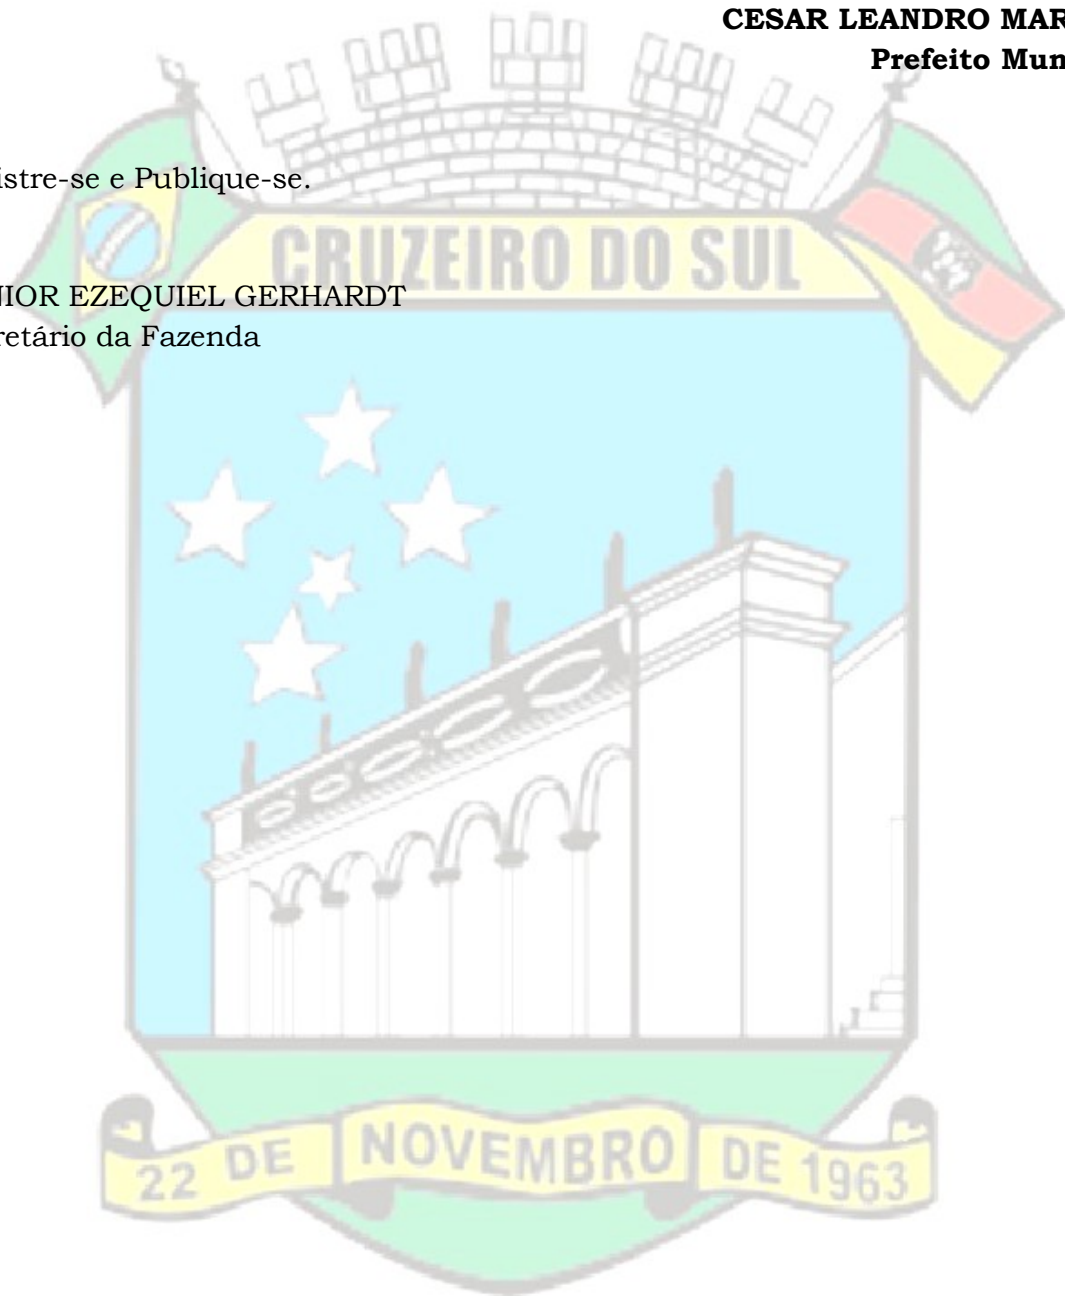 CESAR LEANDRO MAR
Prefeito Mun
istre-se e Publique-se.
CRUZEIRO DO SUL
NIOR EZEQUIEL GERHARDT
retário da Fazenda
22 DE NOVEMBRO DE 1963